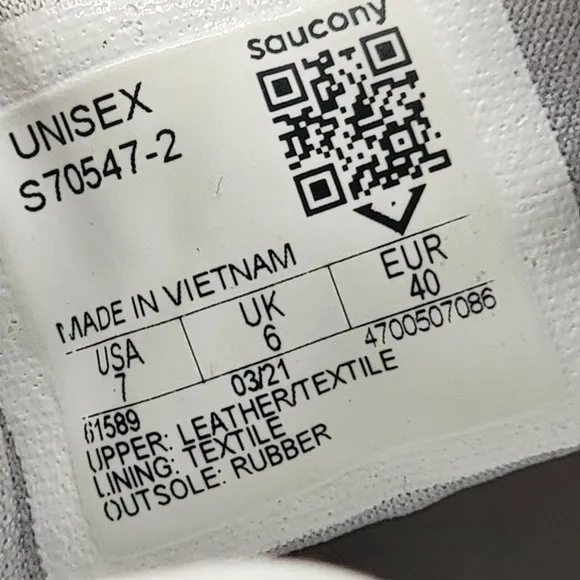 saucony
UNISEX
S70547-2
MADE IN VIETNAM
USA UK EUR
7 6 40
61589 03/21 4700507086
UPPER: LEATHER/TEXTILE
LINING: TEXTILE
OUTSOLE: RUBBER